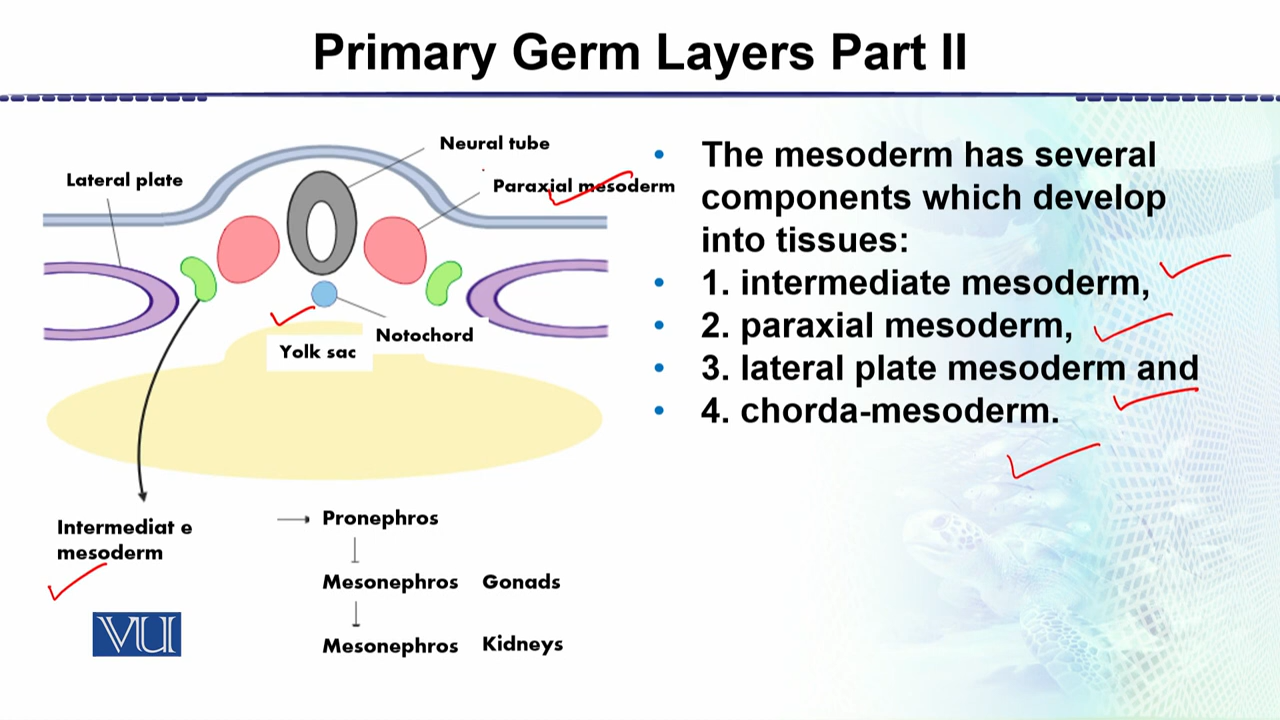 Primary Germ Layers Part II
Neural tube
Lateral plate
Paraxial mesoderm
Notochord
Yolk sac
Intermediat e
mesoderm
Pronephros
Mesonephros Gonads
Mesonephros Kidneys
VU
• The mesoderm has several
components which develop
into tissues:
• 1. intermediate mesoderm,
• 2. paraxial mesoderm,
• 3. lateral plate mesoderm and
• 4. chorda-mesoderm.